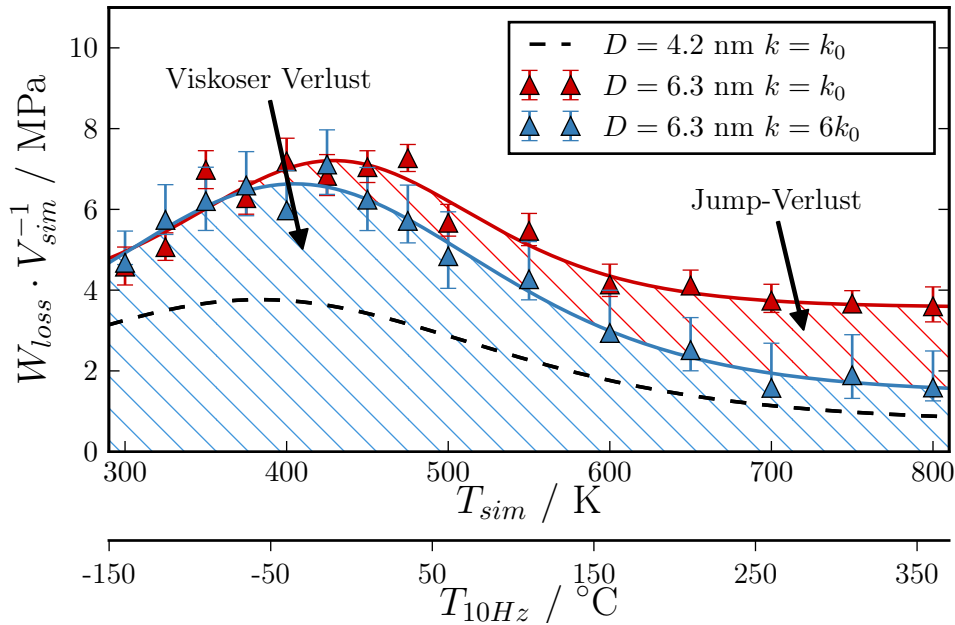 D = 4.2 nm k = k₀
D = 6.3 nm k = k₀
D = 6.3 nm k = 6k₀
Viskoser Verlust
Jump-Verlust
W_loss · V_sim^−1 / MPa
10
8
6
4
2
0
300 400 500 600 700 800
T_sim / K
-150 -50 50 150 250 350
T_10Hz / °C